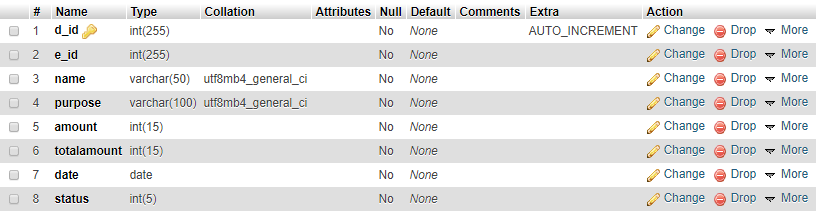 # Name Type Collation Attributes Null Default Comments Extra Action
1 d_id int(255) No None AUTO_INCREMENT Change Drop More
2 e_id int(255) No None Change Drop More
3 name varchar(50) utf8mb4_general_ci No None Change Drop More
4 purpose varchar(100) utf8mb4_general_ci No None Change Drop More
5 amount int(15) No None Change Drop More
6 totalamount int(15) No None Change Drop More
7 date date No None Change Drop More
8 status int(5) No None Change Drop More